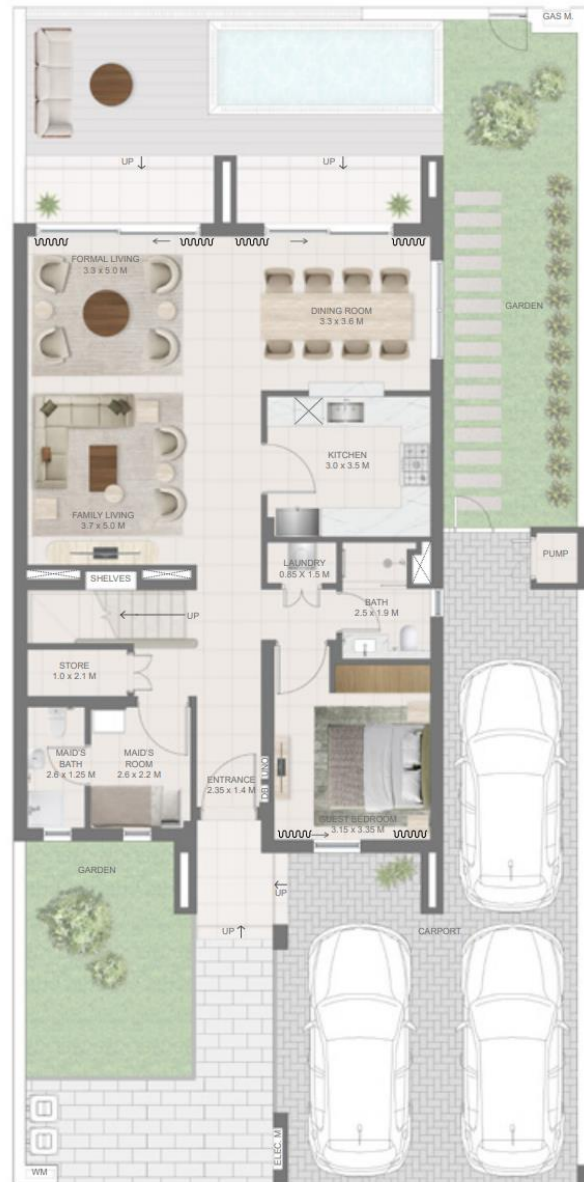 GAS M.
UP
UP
FORMAL LIVING
3.3 x 5.0 M
DINING ROOM
3.3 x 3.6 M
GARDEN
KITCHEN
3.0 x 3.5 M
FAMILY LIVING
3.7 x 5.0 M
PUMP
LAUNDRY
0.85 X 1.5 M
SHELVES
BATH
2.5 x 1.9 M
UP
STORE
1.0 x 2.1 M
MAID'S
BATH
2.6 x 1.25 M
MAID'S
ROOM
2.6 x 2.2 M
ENTRANCE
2.35 x 1.4 M
DB UNO
GUEST BEDROOM
3.15 x 3.35 M
GARDEN
UP
UP
CARPORT
ELEC. M
WM